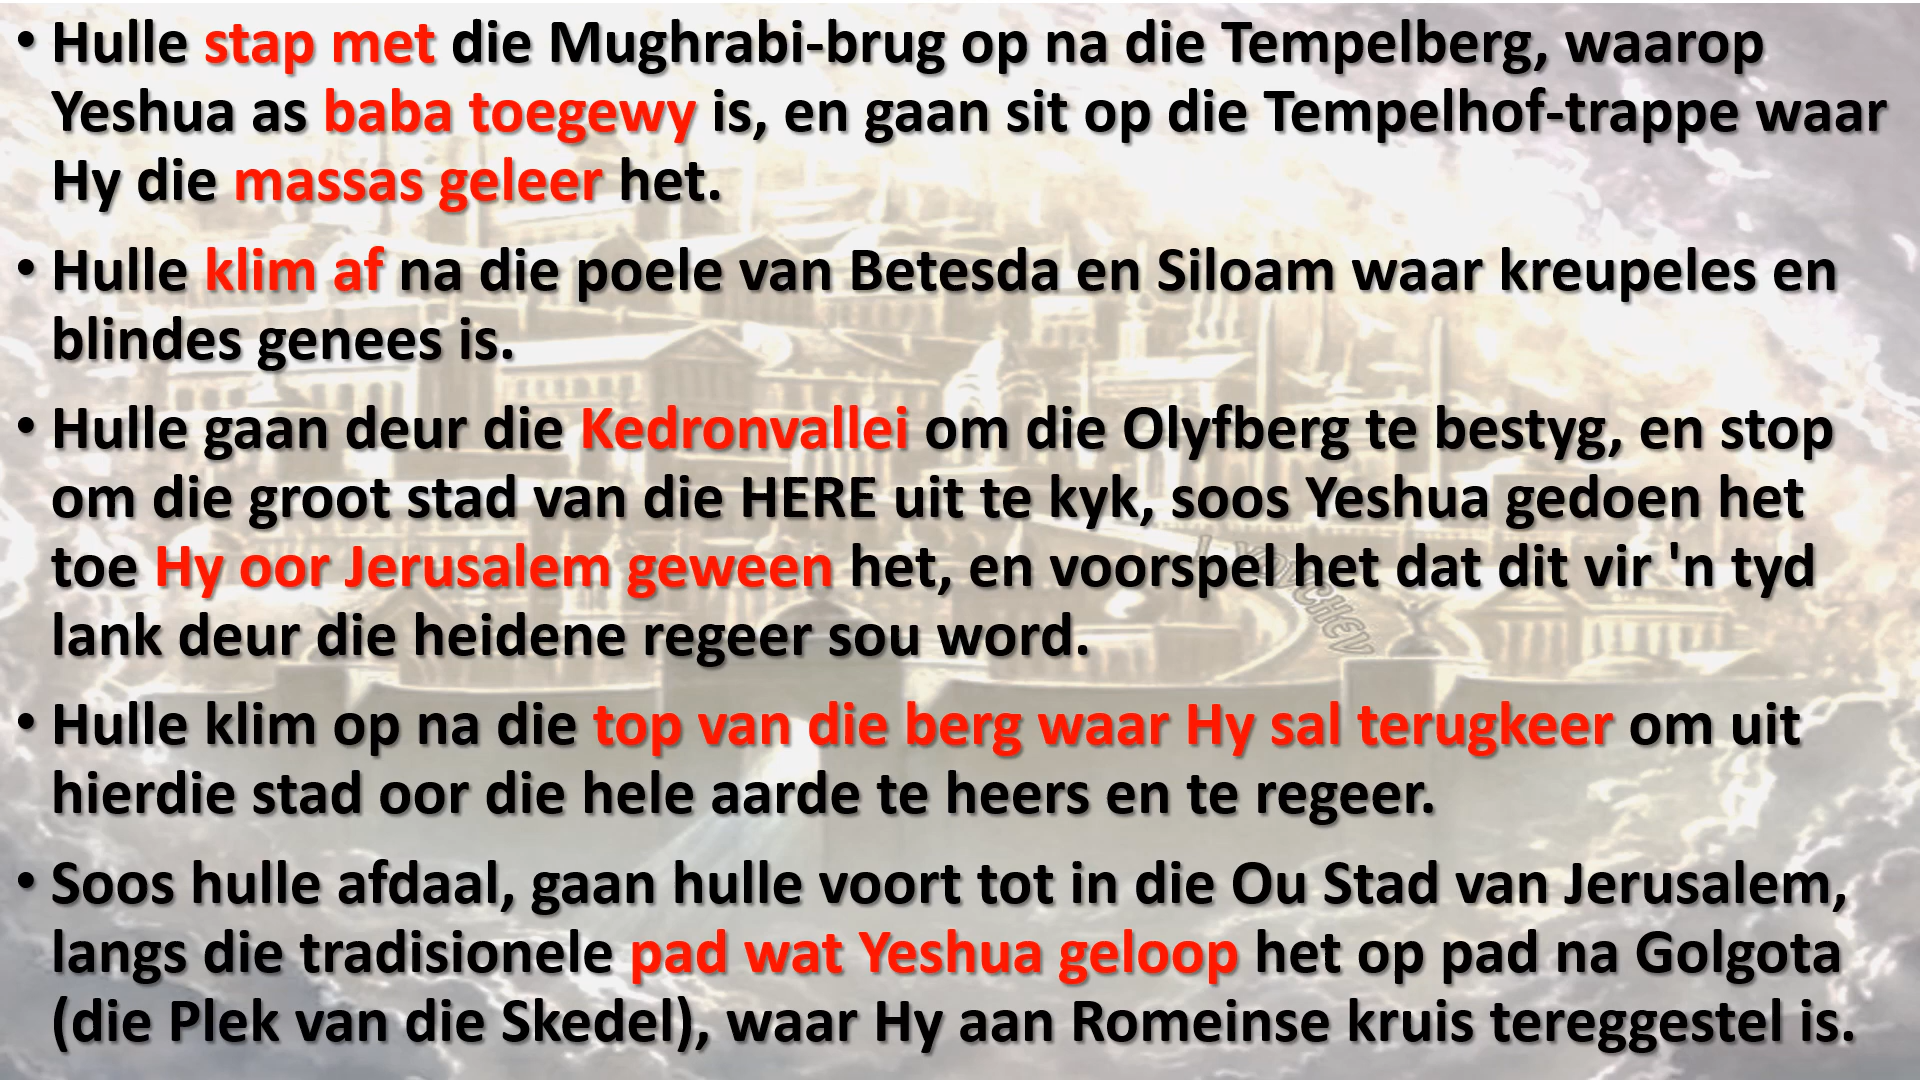 • Hulle stap met die Mughrabi-brug op na die Tempelberg, waarop
Yeshua as baba toegewy is, en gaan sit op die Tempelhof-trappe waar
Hy die massas geleer het.
• Hulle klim af na die poele van Betesda en Siloam waar kreupeles en
blindes genees is.
• Hulle gaan deur die Kedronvallei om die Olyfberg te bestyg, en stop
om die groot stad van die HERE uit te kyk, soos Yeshua gedoen het
toe Hy oor Jerusalem geween het, en voorspel het dat dit vir 'n tyd
lank deur die heidene regeer sou word.
• Hulle klim op na die top van die berg waar Hy sal terugkeer om uit
hierdie stad oor die hele aarde te heers en te regeer.
• Soos hulle afdaal, gaan hulle voort tot in die Ou Stad van Jerusalem,
langs die tradisionele pad wat Yeshua geloop het op pad na Golgota
(die Plek van die Skedel), waar Hy aan Romeinse kruis tereggestel is.